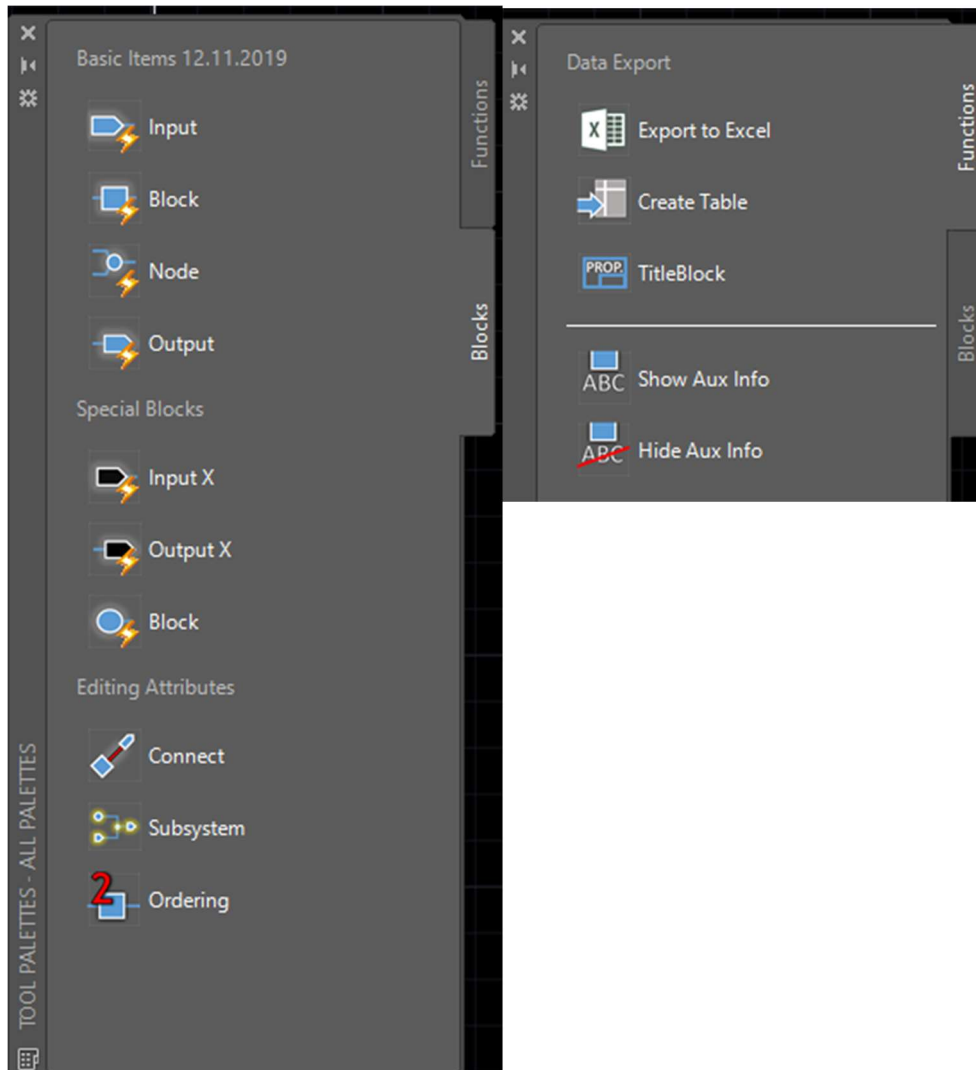 Basic Items 12.11.2019
Input
Block
Node
Output
Special Blocks
Input X
Output X
Block
Editing Attributes
Connect
Subsystem
2
Ordering
Functions
Blocks
TOOL PALETTES - ALL PALETTES
Data Export
X
Export to Excel
Create Table
PROP.
TitleBlock
ABC
Show Aux Info
ABC
Hide Aux Info
Functions
Blocks